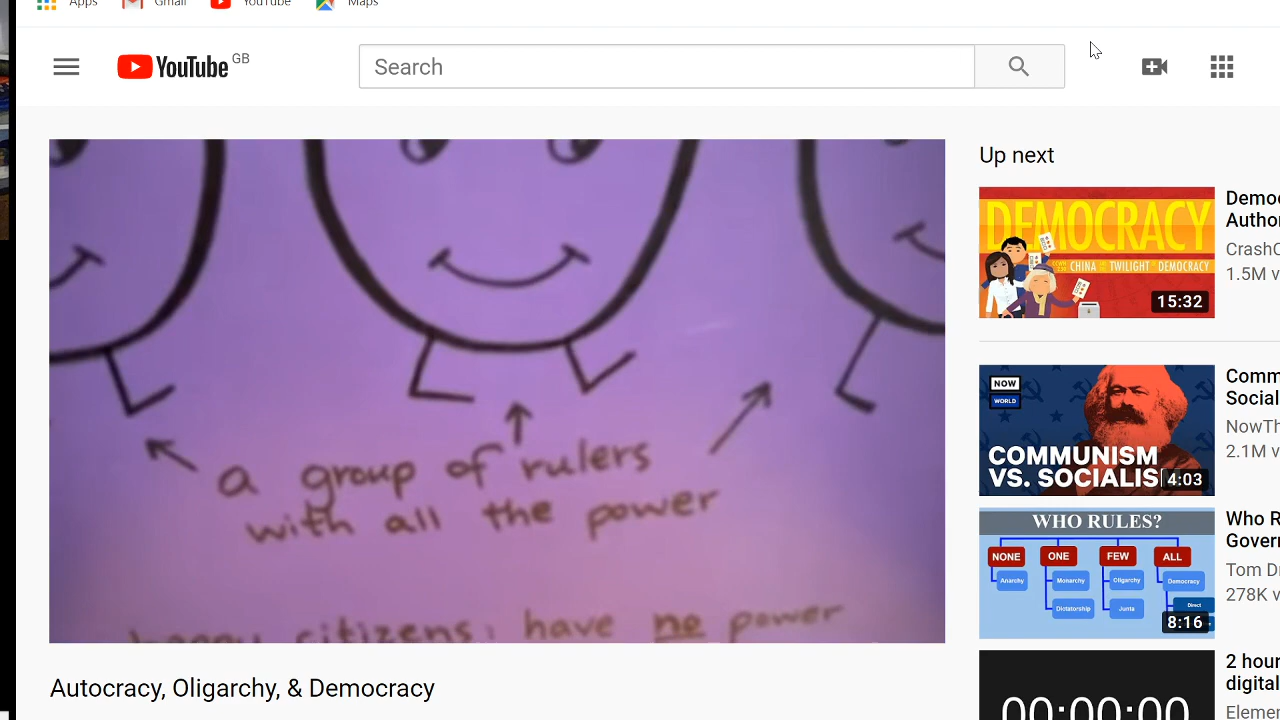 Apps Gmail YouTube Maps
YouTube GB
Search
a group of rulers
with all the power
happy citizens have no power
Autocracy, Oligarchy, & Democracy
Up next
DEMOCRACY
CHINA
TWILIGHT
DEMOCRACY
15:32
Democ
Author
CrashC
1.5M v
NOW
WORLD
COMMUNISM
VS. SOCIALIS
4:03
Comm
Social
NowTh
2.1M v
WHO RULES?
NONE ONE FEW ALL
Anarchy Monarchy Oligarchy Democracy
Dictatorship Junta Direct
8:16
Who R
Govern
Tom D
278K v
00:00:00
2 hour
digital
Elemen